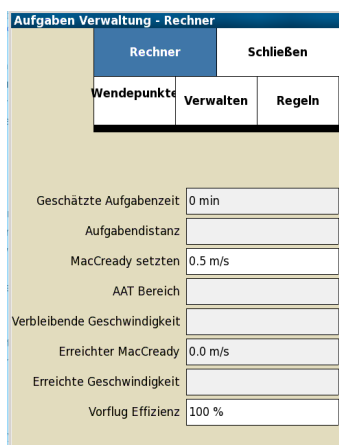 Aufgaben Verwaltung - Rechner
Rechner Schließen
Wendepunkte Verwalten Regeln
Geschätzte Aufgabenzeit 0 min
Aufgabendistanz
MacCready setzten 0.5 m/s
AAT Bereich
Verbleibende Geschwindigkeit
Erreichter MacCready 0.0 m/s
Erreichte Geschwindigkeit
Vorflug Effizienz 100 %